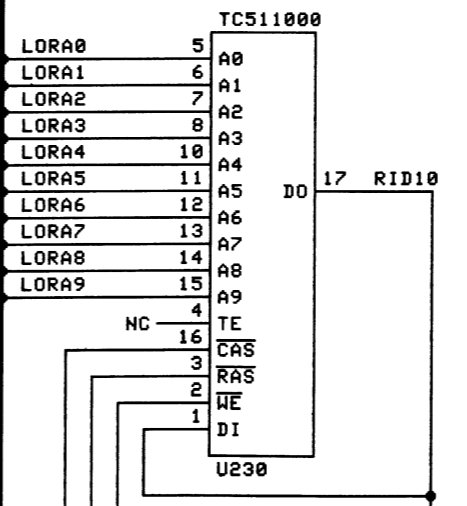 TC511000
LORA0 5 A0
LORA1 6 A1
LORA2 7 A2
LORA3 8 A3
LORA4 10 A4
LORA5 11 A5 DO 17 RID10
LORA6 12 A6
LORA7 13 A7
LORA8 14 A8
LORA9 15 A9
NC 4 TE
16 CAS
3 RAS
2 WE
1 DI
U230